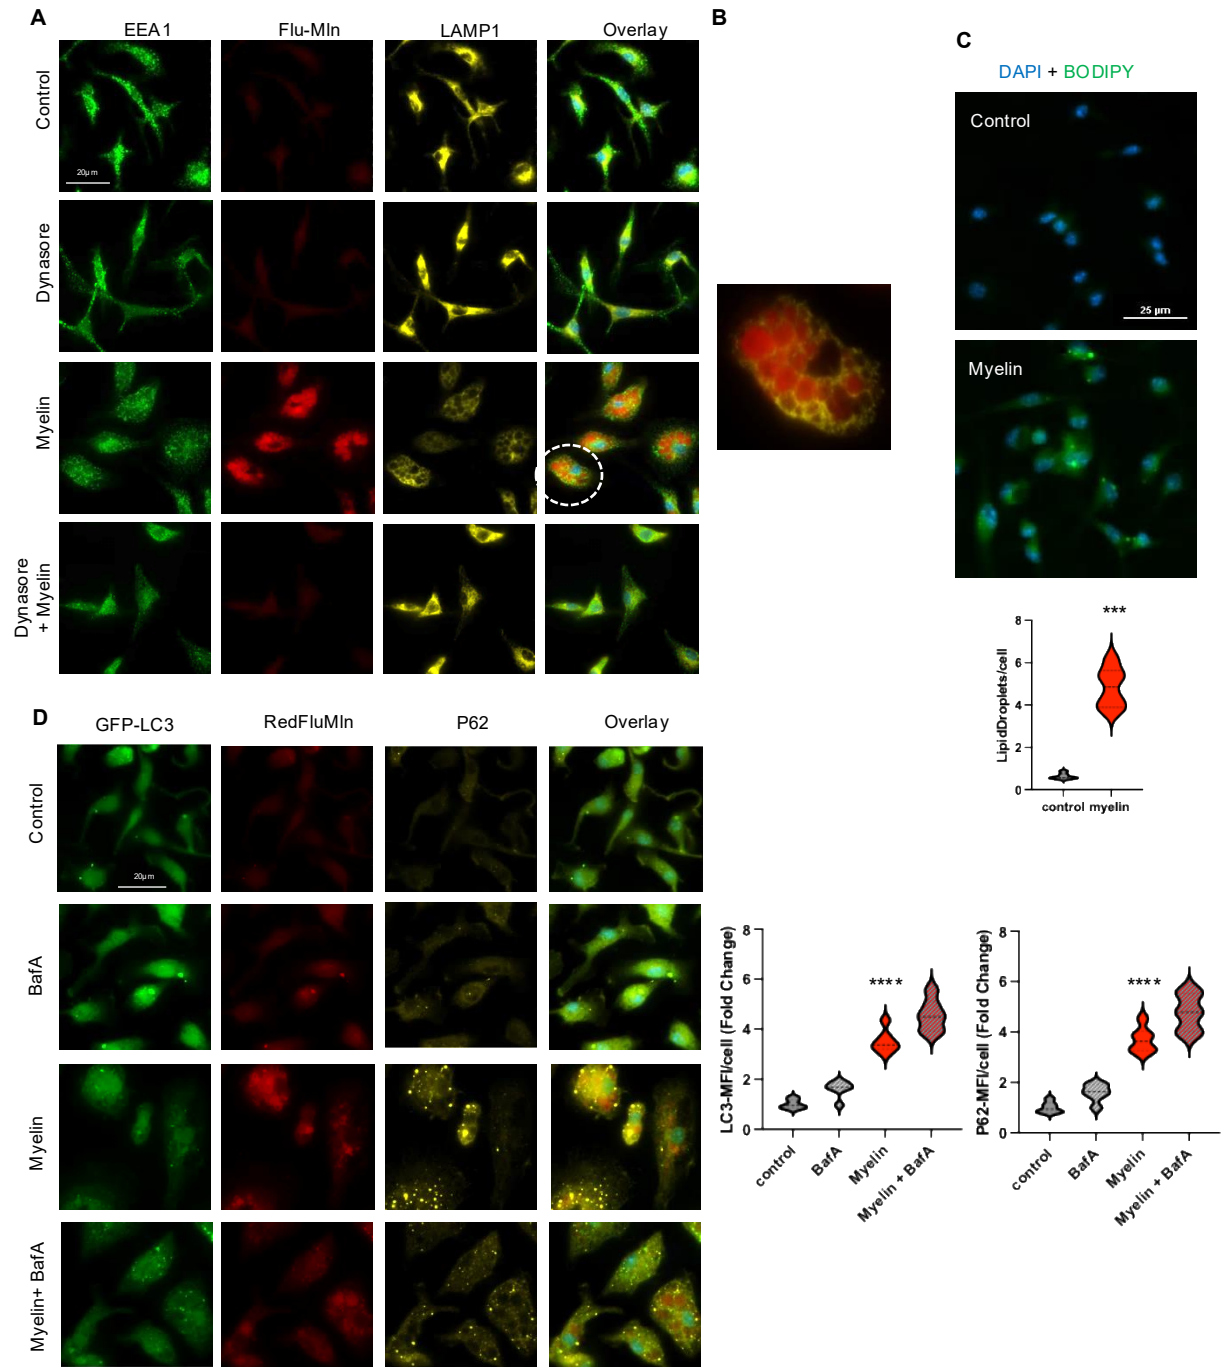 A
EEA1
Flu-Mln
LAMP1
Overlay
Control
20µm
Dynasore
Myelin
Dynasore
+ Myelin
B
C
DAPI + BODIPY
Control
25 µm
Myelin
***
LipidDroplets/cell
8
6
4
2
0
control
myelin
D
GFP-LC3
RedFluMln
P62
Overlay
Control
20µm
BafA
Myelin
Myelin+ BafA
LC3-MFI/cell (Fold Change)
8
6
4
2
0
****
control
BafA
Myelin
Myelin + BafA
P62-MFI/cell (Fold Change)
8
6
4
2
0
****
control
BafA
Myelin
Myelin + BafA